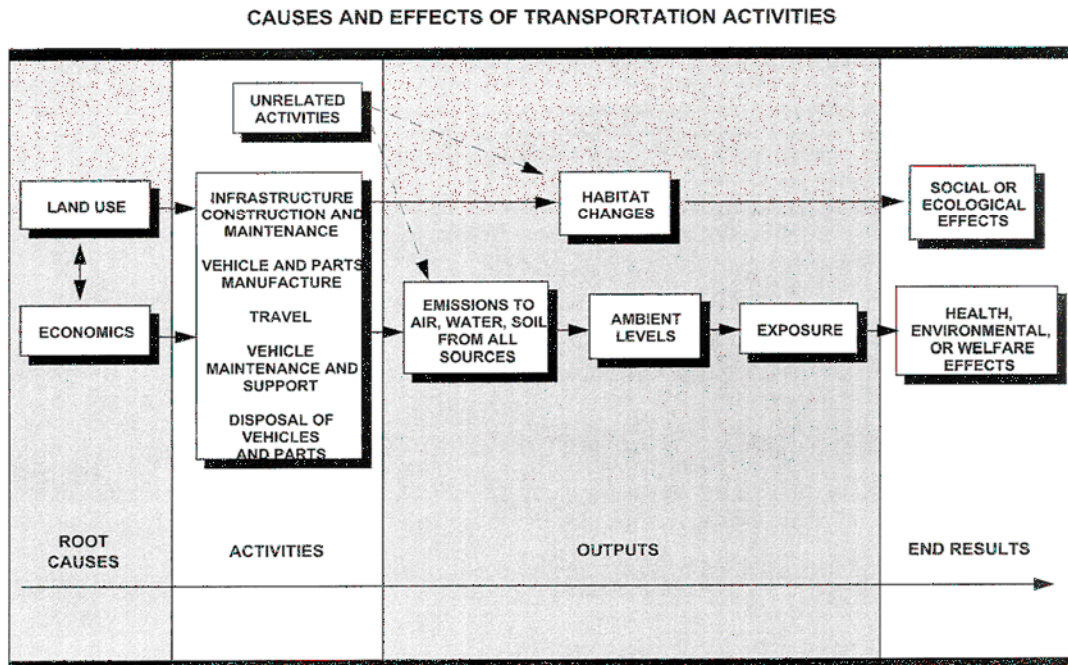 CAUSES AND EFFECTS OF TRANSPORTATION ACTIVITIES
UNRELATED
ACTIVITIES
LAND USE
INFRASTRUCTURE
CONSTRUCTION AND
MAINTENANCE
VEHICLE AND PARTS
MANUFACTURE
TRAVEL
VEHICLE
MAINTENANCE AND
SUPPORT
DISPOSAL OF
VEHICLES
AND PARTS
HABITAT
CHANGES
SOCIAL OR
ECOLOGICAL
EFFECTS
ECONOMICS
EMISSIONS TO
AIR, WATER, SOIL
FROM ALL
SOURCES
AMBIENT
LEVELS
EXPOSURE
HEALTH,
ENVIRONMENTAL,
OR WELFARE
EFFECTS
ROOT
CAUSES
ACTIVITIES
OUTPUTS
END RESULTS